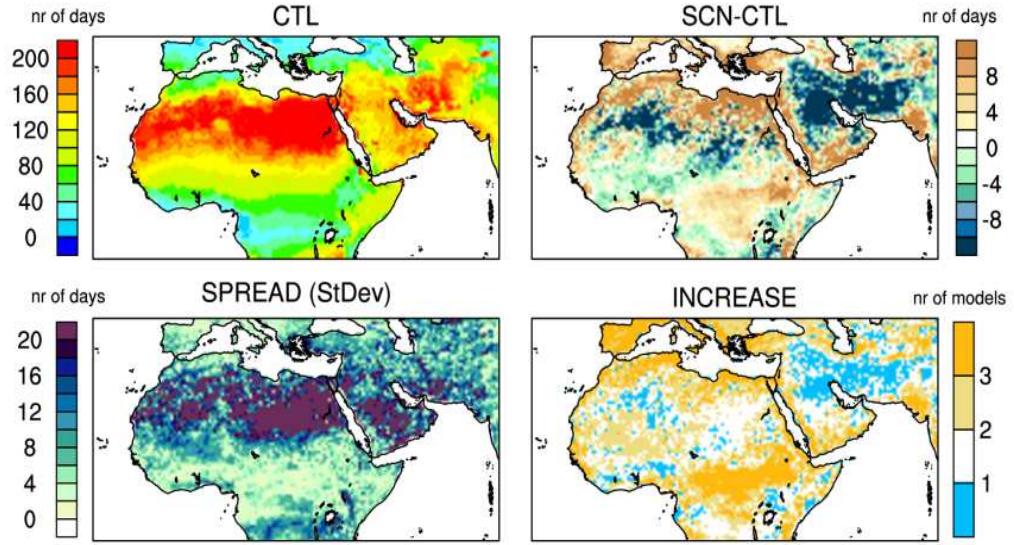 nr of days
CTL
SCN-CTL
nr of days
200
160
120
80
40
0
8
4
0
-4
-8
nr of days
SPREAD (StDev)
INCREASE
nr of models
20
16
12
8
4
0
3
2
1